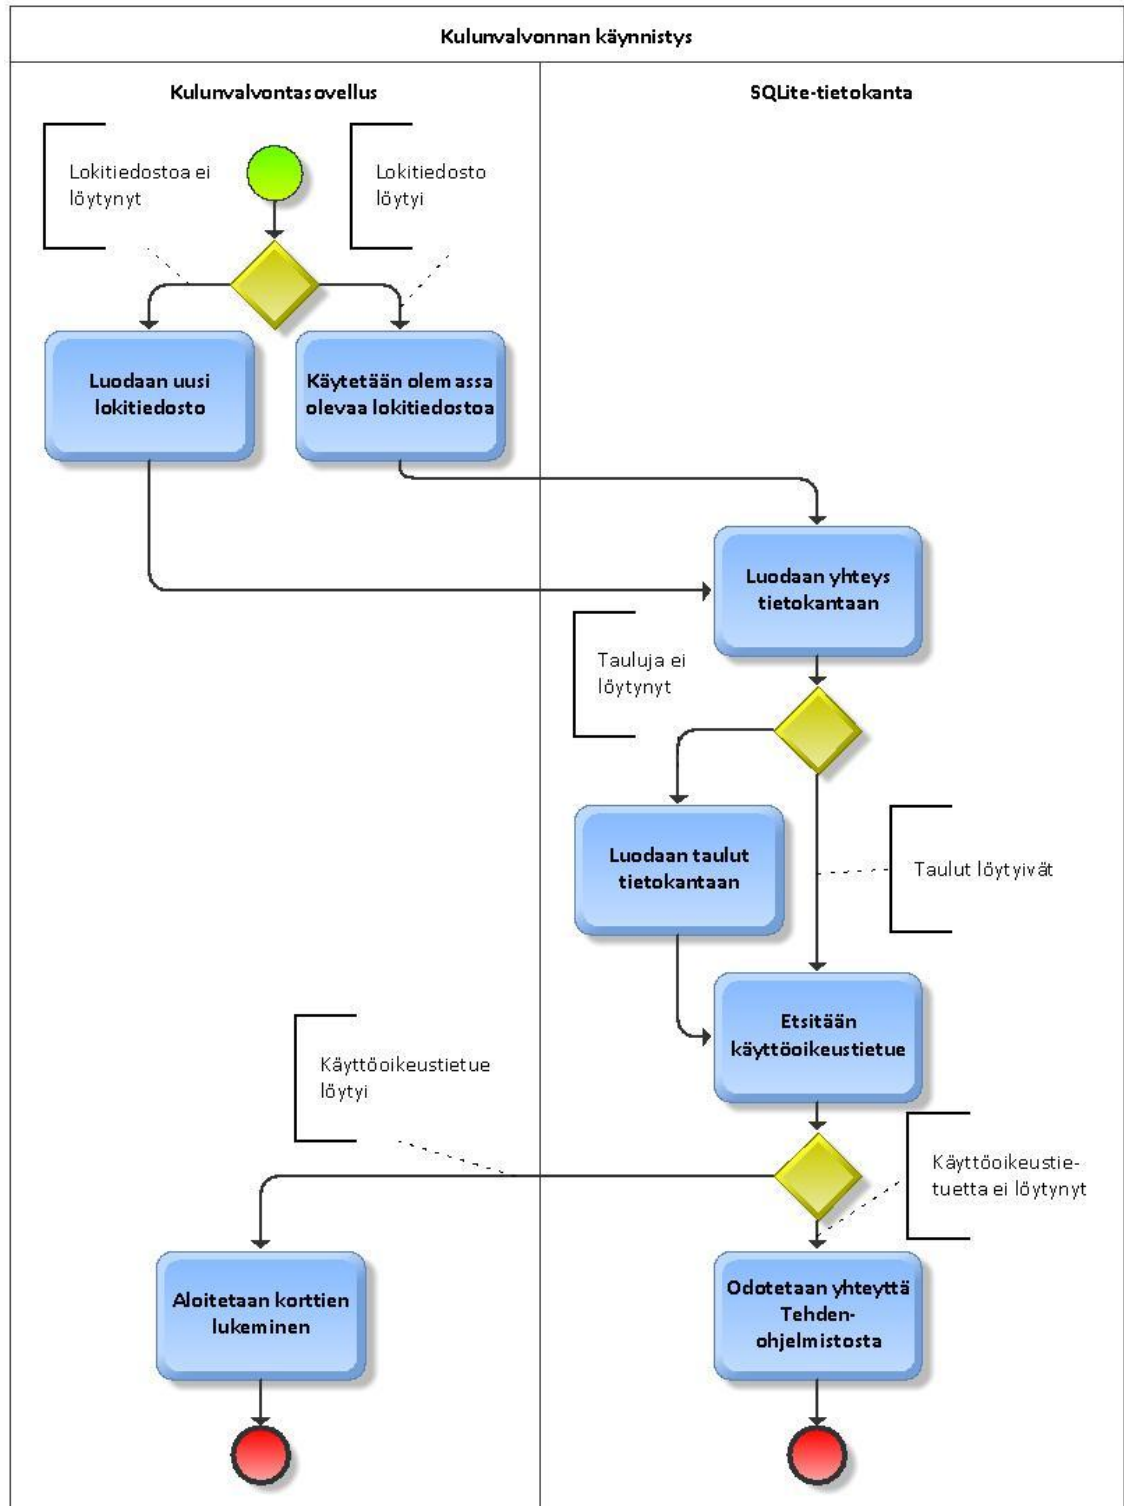 Kulunvalvonnan käynnistys
Kulunvalvontasovellus
SQLite-tietokanta
Lokitiedostoa ei
löytynyt
Lokitiedosto
löytyi
Luodaan uusi
lokitiedosto
Käytetään olemassa
olevaa lokitiedostoa
Luodaan yhteys
tietokantaan
Tauluja ei
löytynyt
Luodaan taulut
tietokantaan
Taulut löytyivät
Etsitään
käyttöoikeustietue
Käyttöoikeustietue
löytyi
Käyttöoikeustie-
tuetta ei löytynyt
Aloitetaan korttien
lukeminen
Odotetaan yhteyttä
Tehden-
ohjelmistosta